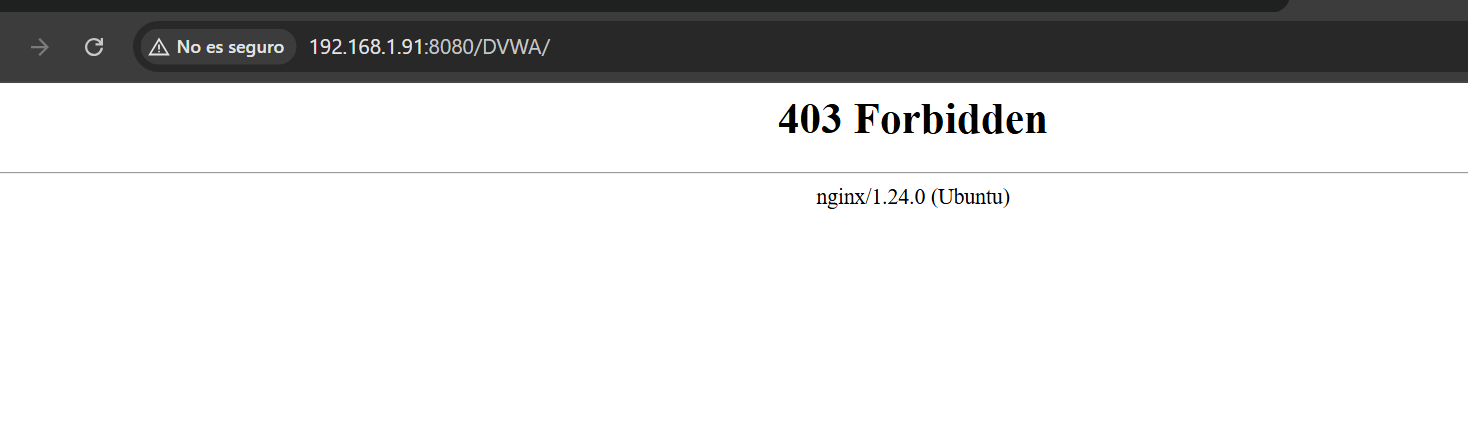 No es seguro 192.168.1.91:8080/DVWA/
403 Forbidden
nginx/1.24.0 (Ubuntu)